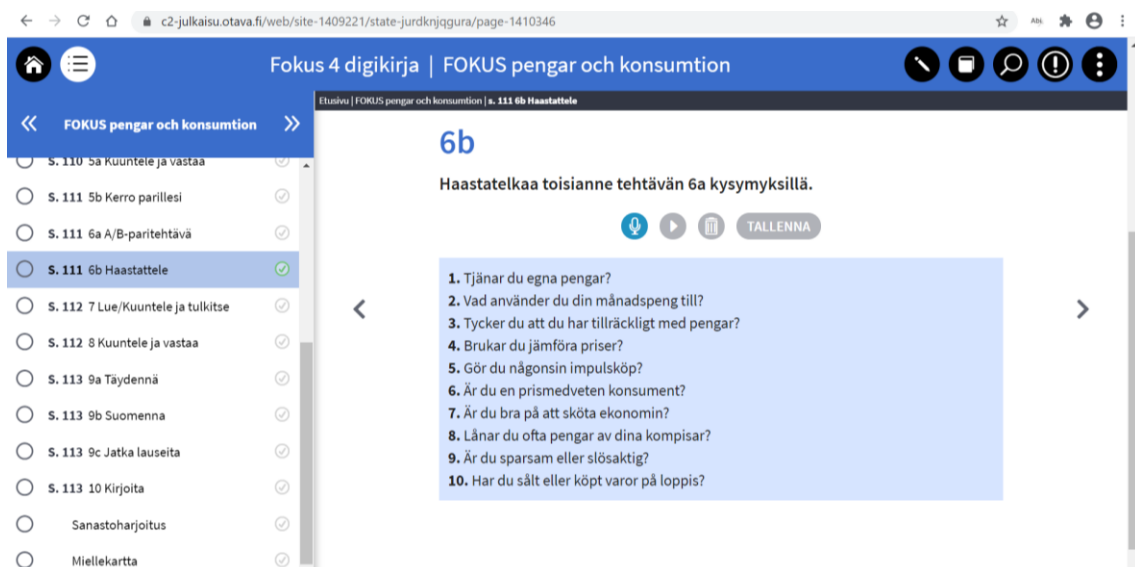 c2-julkaisu.otava.fi/web/site-1409221/state-jurdknjqgura/page-1410346
Fokus 4 digikirja | FOKUS pengar och konsumtion
Etusivu | FOKUS pengar och konsumtion | s. 111 6b Haastattele
FOKUS pengar och konsumtion
S. 110 5a Kuuntele ja vastaa
S. 111 5b Kerro parillesi
S. 111 6a A/B-paritehtävä
S. 111 6b Haastattele
S. 112 7 Lue/Kuuntele ja tulkitse
S. 112 8 Kuuntele ja vastaa
S. 113 9a Täydennä
S. 113 9b Suomenna
S. 113 9c Jatka lauseita
S. 113 10 Kirjoita
Sanastoharjoitus
Miellekartta
6b
Haastatelkaa toisianne tehtävän 6a kysymyksillä.
TALLENNA
1. Tjänar du egna pengar?
2. Vad använder du din månadspeng till?
3. Tycker du att du har tillräckligt med pengar?
4. Brukar du jämföra priser?
5. Gör du någonsin impulsköp?
6. Är du en prismedveten konsument?
7. Är du bra på att sköta ekonomin?
8. Lånar du ofta pengar av dina kompisar?
9. Är du sparsam eller slösaktig?
10. Har du sålt eller köpt varor på loppis?